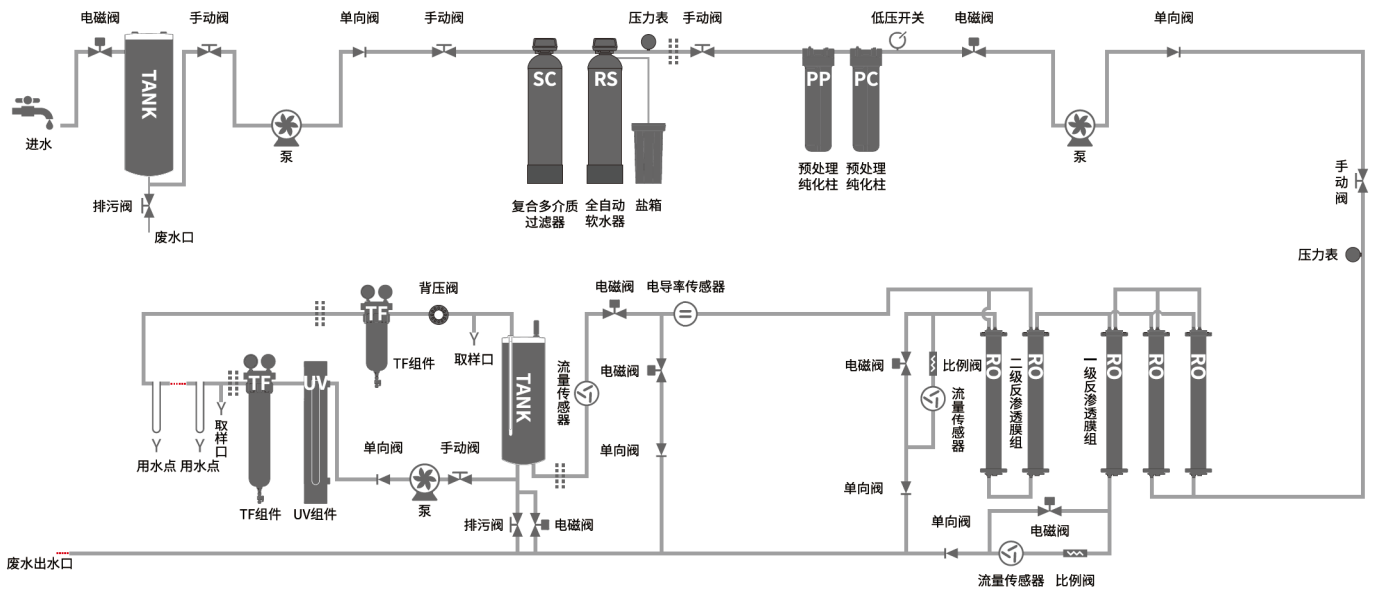 电磁阀
手动阀
单向阀
手动阀
压力表
手动阀
低压开关
电磁阀
单向阀
TANK
SC
RS
PP
PC
进水
泵
泵
预处理
纯化柱
预处理
纯化柱
手
动
阀
排污阀
废水口
复合多介质
过滤器
全自动
软水器
盐箱
压力表
背压阀
电磁阀
电导率传感器
TF
取样口
TF组件
TANK
流量传感器
电磁阀
电磁阀
比例阀
流量传感器
RO
二级反渗透膜组
RO
一级反渗透膜组
RO
RO
RO
TF
UV
取样口
用水点
用水点
单向阀
手动阀
单向阀
单向阀
TF组件
UV组件
泵
排污阀
电磁阀
单向阀
电磁阀
废水出水口
流量传感器
比例阀